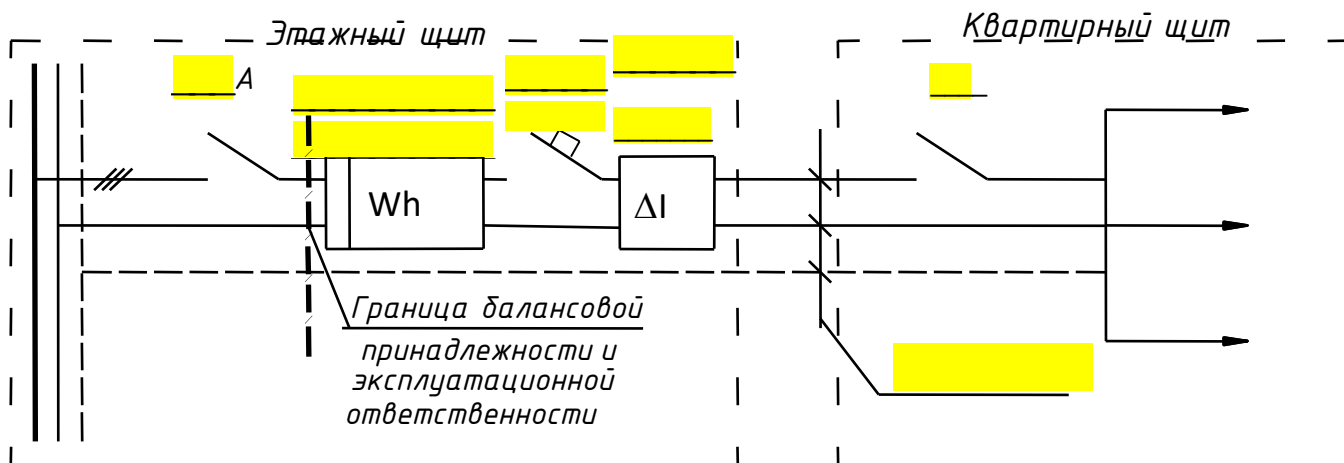 Этажный щит
Квартирный щит
А
Wh
ΔI
Граница балансовой
принадлежности и
эксплуатационной
ответственности